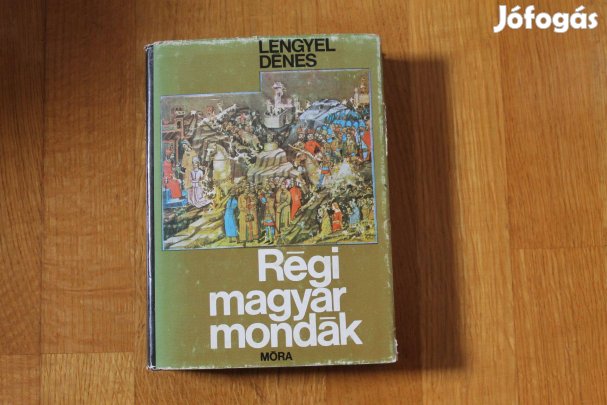 Jófogás
LENGYEL
DÉNES
Régi
magyar
mondák
MÓRA